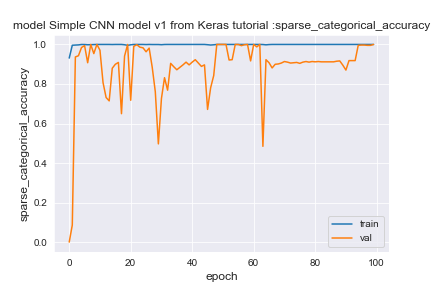 model Simple CNN model v1 from Keras tutorial :sparse_categorical_accuracy
1.0
0.8
0.6
0.4
0.2
0.0
sparse_categorical_accuracy
0 20 40 60 80 100
epoch
train
val